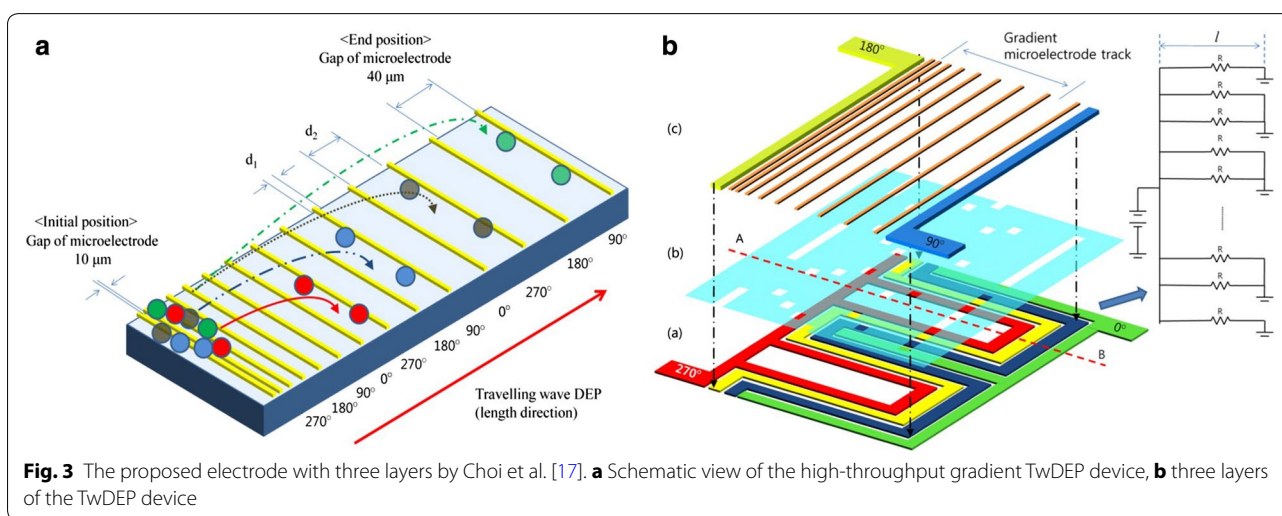 a
<End position>
Gap of microelectrode
40 μm
d2
d1
<Initial position>
Gap of microelectrode
10 μm
90°
180°
270°
0°
90°
180°
270°
0°
90°
180°
270°
Travelling wave DEP
(length direction)
b
180°
Gradient
microelectrode track
l
R
R
R
R
R
R
R
R
(c)
90°
A
(b)
(a)
0°
B
270°
Fig. 3 The proposed electrode with three layers by Choi et al. [17]. a Schematic view of the high-throughput gradient TwDEP device, b three layers
of the TwDEP device